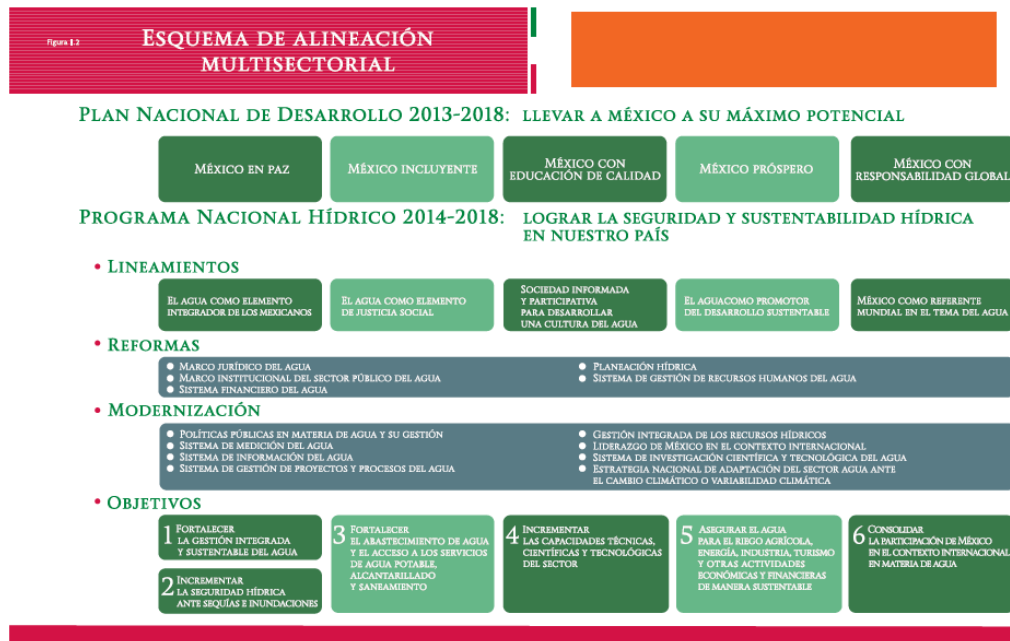 Figura I.2
ESQUEMA DE ALINEACIÓN
MULTISECTORIAL
PLAN NACIONAL DE DESARROLLO 2013-2018: LLEVAR A MÉXICO A SU MÁXIMO POTENCIAL
MÉXICO EN PAZ
MÉXICO INCLUYENTE
MÉXICO CON
EDUCACIÓN DE CALIDAD
MÉXICO PRÓSPERO
MÉXICO CON
RESPONSABILIDAD GLOBAL
PROGRAMA NACIONAL HÍDRICO 2014-2018: LOGRAR LA SEGURIDAD Y SUSTENTABILIDAD HÍDRICA
EN NUESTRO PAÍS
• LINEAMIENTOS
EL AGUA COMO ELEMENTO
INTEGRADOR DE LOS MEXICANOS
EL AGUA COMO ELEMENTO
DE JUSTICIA SOCIAL
SOCIEDAD INFORMADA
Y PARTICIPATIVA
PARA DESARROLLAR
UNA CULTURA DEL AGUA
EL AGUACOMO PROMOTOR
DEL DESARROLLO SUSTENTABLE
MÉXICO COMO REFERENTE
MUNDIAL EN EL TEMA DEL AGUA
• REFORMAS
● MARCO JURÍDICO DEL AGUA
● MARCO INSTITUCIONAL DEL SECTOR PÚBLICO DEL AGUA
● SISTEMA FINANCIERO DEL AGUA
● PLANEACIÓN HÍDRICA
● SISTEMA DE GESTIÓN DE RECURSOS HUMANOS DEL AGUA
• MODERNIZACIÓN
● POLÍTICAS PÚBLICAS EN MATERIA DE AGUA Y SU GESTIÓN
● SISTEMA DE MEDICIÓN DEL AGUA
● SISTEMA DE INFORMACIÓN DEL AGUA
● SISTEMA DE GESTIÓN DE PROYECTOS Y PROCESOS DEL AGUA
● GESTIÓN INTEGRADA DE LOS RECURSOS HÍDRICOS
● LIDERAZGO DE MÉXICO EN EL CONTEXTO INTERNACIONAL
● SISTEMA DE INVESTIGACIÓN CIENTÍFICA Y TECNOLÓGICA DEL AGUA
● ESTRATEGIA NACIONAL DE ADAPTACIÓN DEL SECTOR AGUA ANTE
EL CAMBIO CLIMÁTICO O VARIABILIDAD CLIMÁTICA
• OBJETIVOS
1 FORTALECER
LA GESTIÓN INTEGRADA
Y SUSTENTABLE DEL AGUA
2 INCREMENTAR
LA SEGURIDAD HÍDRICA
ANTE SEQUÍAS E INUNDACIONES
3 FORTALECER
EL ABASTECIMIENTO DE AGUA
Y EL ACCESO A LOS SERVICIOS
DE AGUA POTABLE,
ALCANTARILLADO
Y SANEAMIENTO
4 INCREMENTAR
LAS CAPACIDADES TÉCNICAS,
CIENTÍFICAS Y TECNOLÓGICAS
DEL SECTOR
5 ASEGURAR EL AGUA
PARA EL RIEGO AGRÍCOLA,
ENERGÍA, INDUSTRIA, TURISMO
Y OTRAS ACTIVIDADES
ECONÓMICAS Y FINANCIERAS
DE MANERA SUSTENTABLE
6 CONSOLIDAR
LA PARTICIPACIÓN DE MÉXICO
EN EL CONTEXTO INTERNACIONAL
EN MATERIA DE AGUA